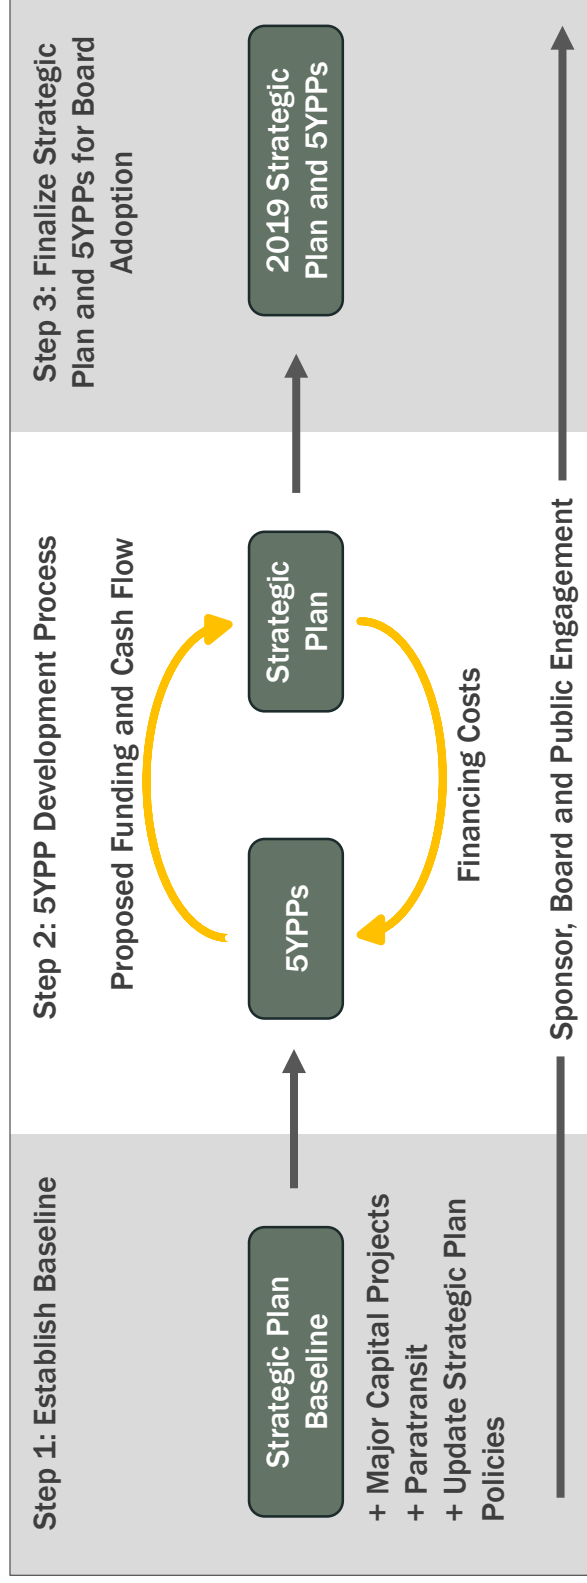 Step 1: Establish Baseline
Strategic Plan
Baseline
+ Major Capital Projects
+ Paratransit
+ Update Strategic Plan
Policies
Step 2: 5YPP Development Process
Proposed Funding and Cash Flow
5YPPs
Strategic
Plan
Financing Costs
Step 3: Finalize Strategic
Plan and 5YPPs for Board
Adoption
2019 Strategic
Plan and 5YPPs
Sponsor, Board and Public Engagement